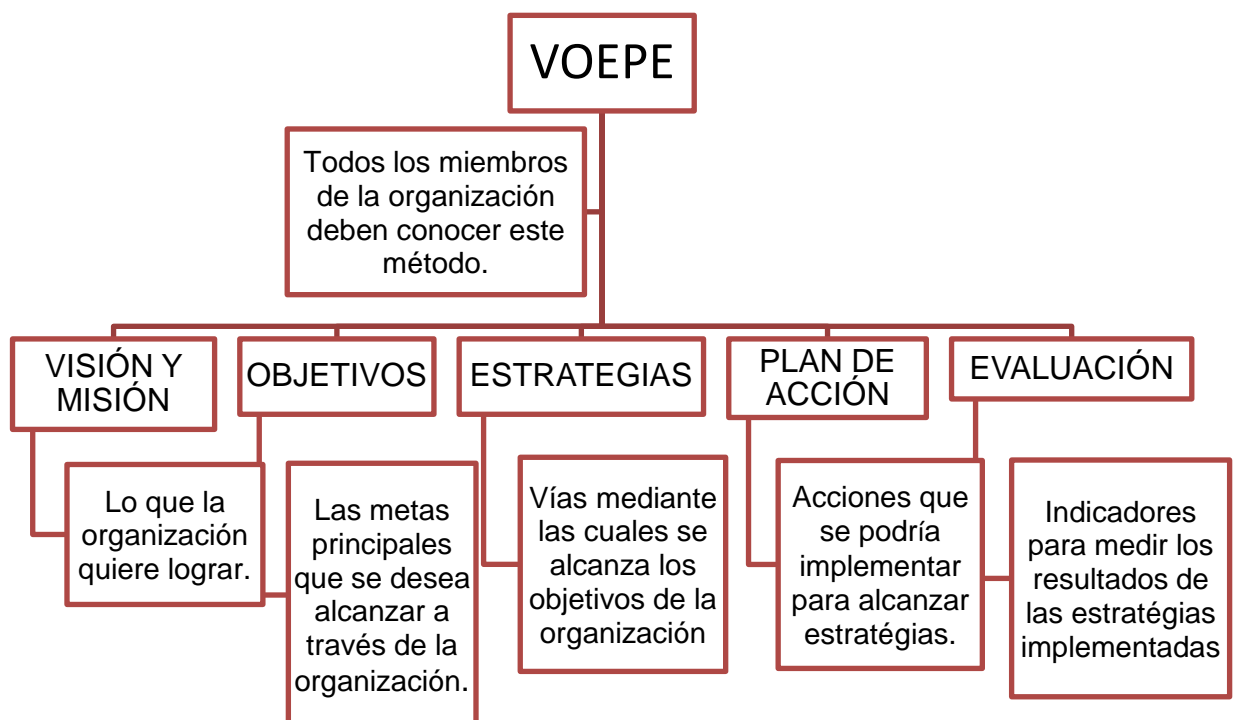 VOEPE
Todos los miembros
de la organización
deben conocer este
método.
VISIÓN Y
MISIÓN
OBJETIVOS
ESTRATEGIAS
PLAN DE
ACCIÓN
EVALUACIÓN
Lo que la
organización
quiere lograr.
Las metas
principales
que se desea
alcanzar a
través de la
organización.
Vías mediante
las cuales se
alcanza los
objetivos de la
organización
Acciones que
se podría
implementar
para alcanzar
estratégias.
Indicadores
para medir los
resultados de
las estratégias
implementadas